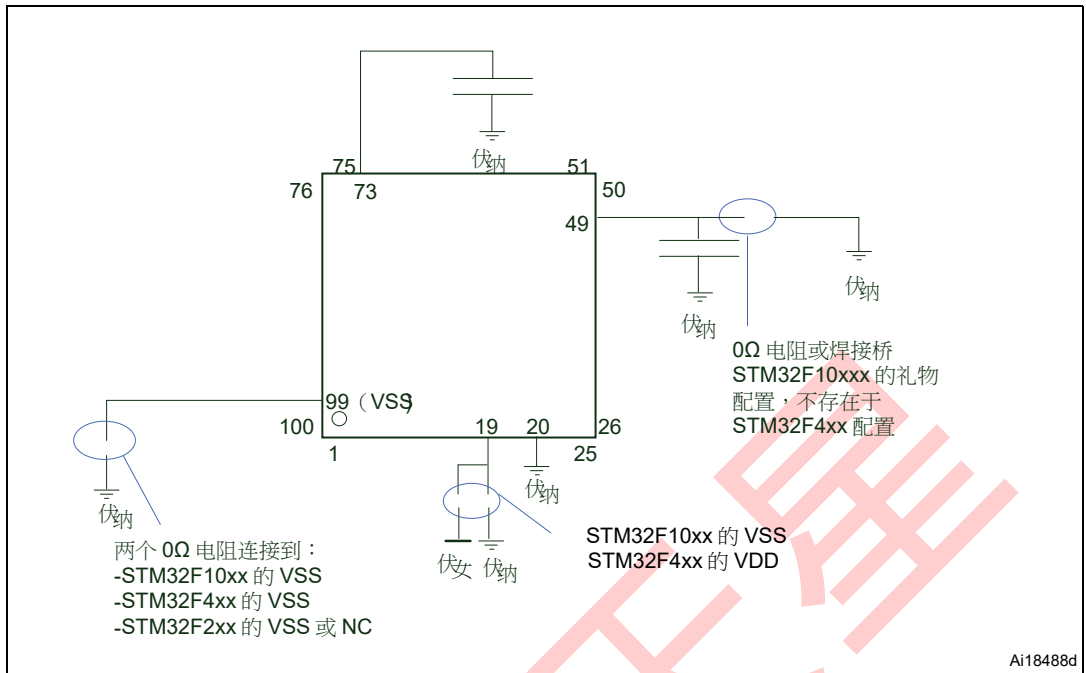 伏纳
75
51
76
73
50
49
伏纳
伏纳
0Ω 电阻或焊接桥
STM32F10xxx 的礼物
配置，不存在于
STM32F4xx 配置
99（VSS）
100
19
20
26
1
25
伏纳
伏纳
伏女
伏纳
两个 0Ω 电阻连接到：
-STM32F10xx 的 VSS
-STM32F4xx 的 VSS
-STM32F2xx 的 VSS 或 NC
STM32F10xx 的 VSS
STM32F4xx 的 VDD
Ai18488d